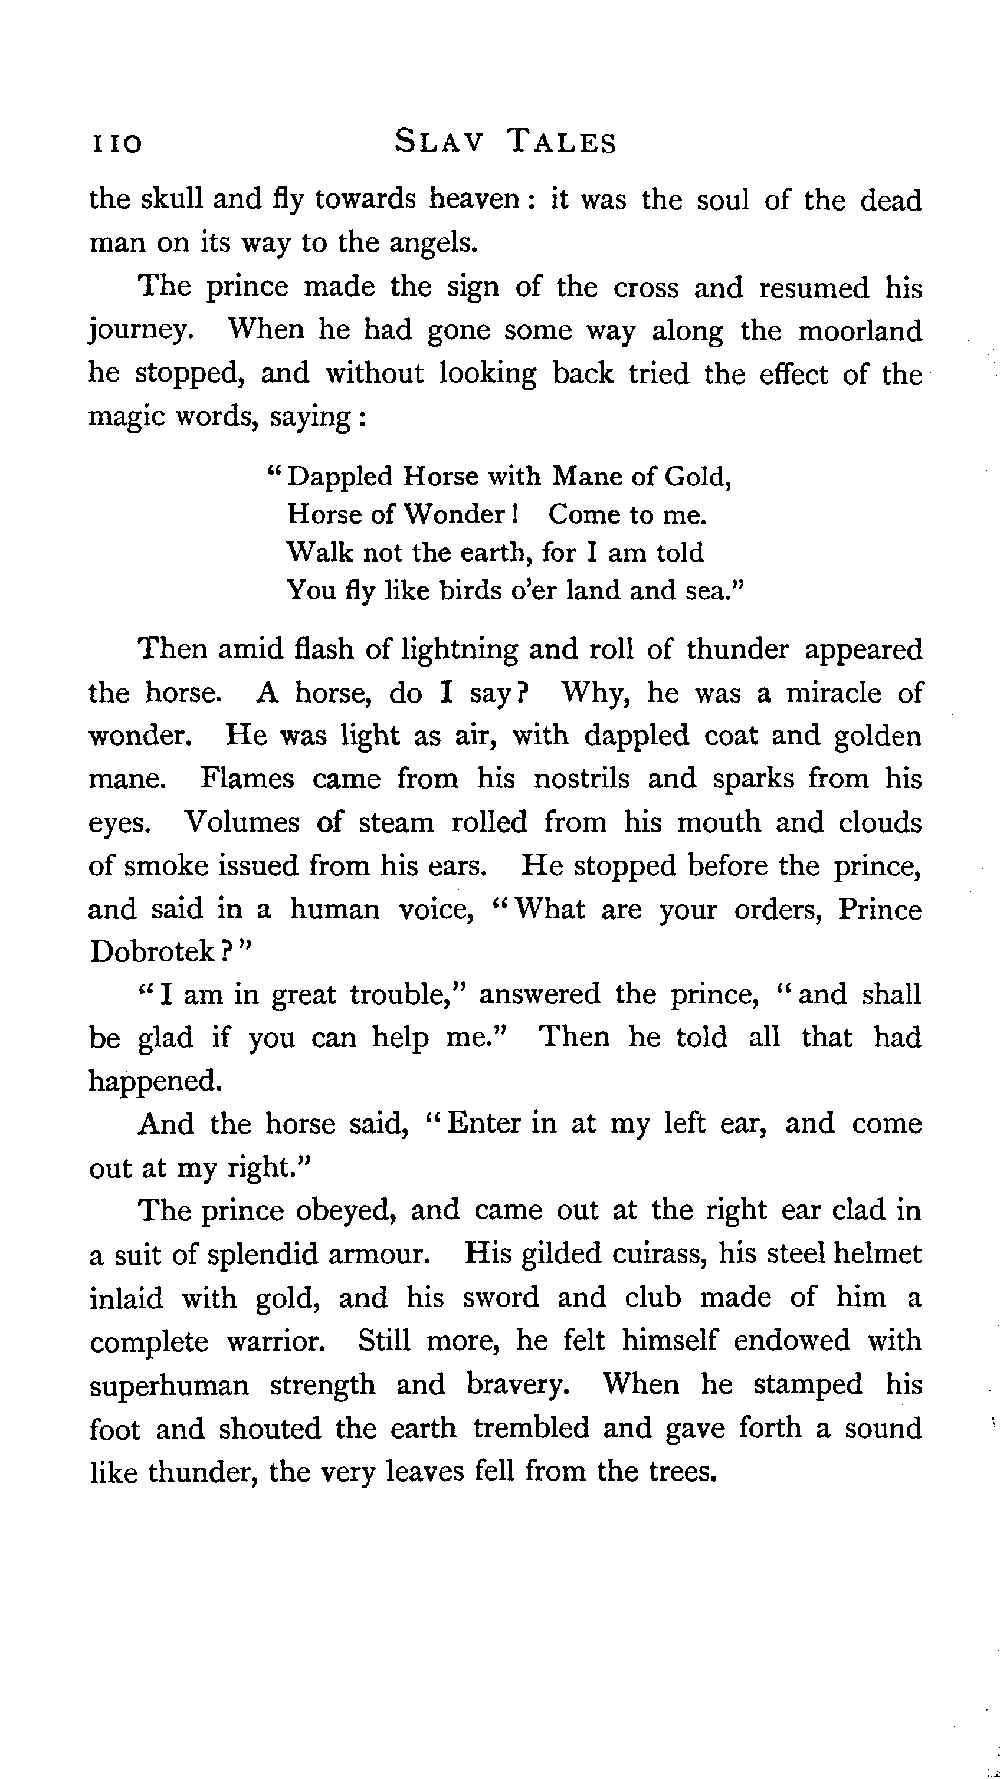 110 SLAV TALES
the skull and fly towards heaven : it was the soul of the dead
man on its way to the angels.
The prince made the sign of the cross and resumed his
journey. When he had gone some way along the moorland
he stopped, and without looking back tried the effect of the
magic words, saying :
“ Dappled Horse with Mane of Gold,
Horse of Wonder ! Come to me.
Walk not the earth, for I am told
You fly like birds o’er land and sea.”
Then amid flash of lightning and roll of thunder appeared
the horse. A horse, do I say ? Why, he was a miracle of
wonder. He was light as air, with dappled coat and golden
mane. Flames came from his nostrils and sparks from his
eyes. Volumes of steam rolled from his mouth and clouds
of smoke issued from his ears. He stopped before the prince,
and said in a human voice, “ What are your orders, Prince
Dobrotek ? ”
“ I am in great trouble,” answered the prince, “ and shall
be glad if you can help me.” Then he told all that had
happened.
And the horse said, “ Enter in at my left ear, and come
out at my right.”
The prince obeyed, and came out at the right ear clad in
a suit of splendid armour. His gilded cuirass, his steel helmet
inlaid with gold, and his sword and club made of him a
complete warrior. Still more, he felt himself endowed with
superhuman strength and bravery. When he stamped his
foot and shouted the earth trembled and gave forth a sound
like thunder, the very leaves fell from the trees.